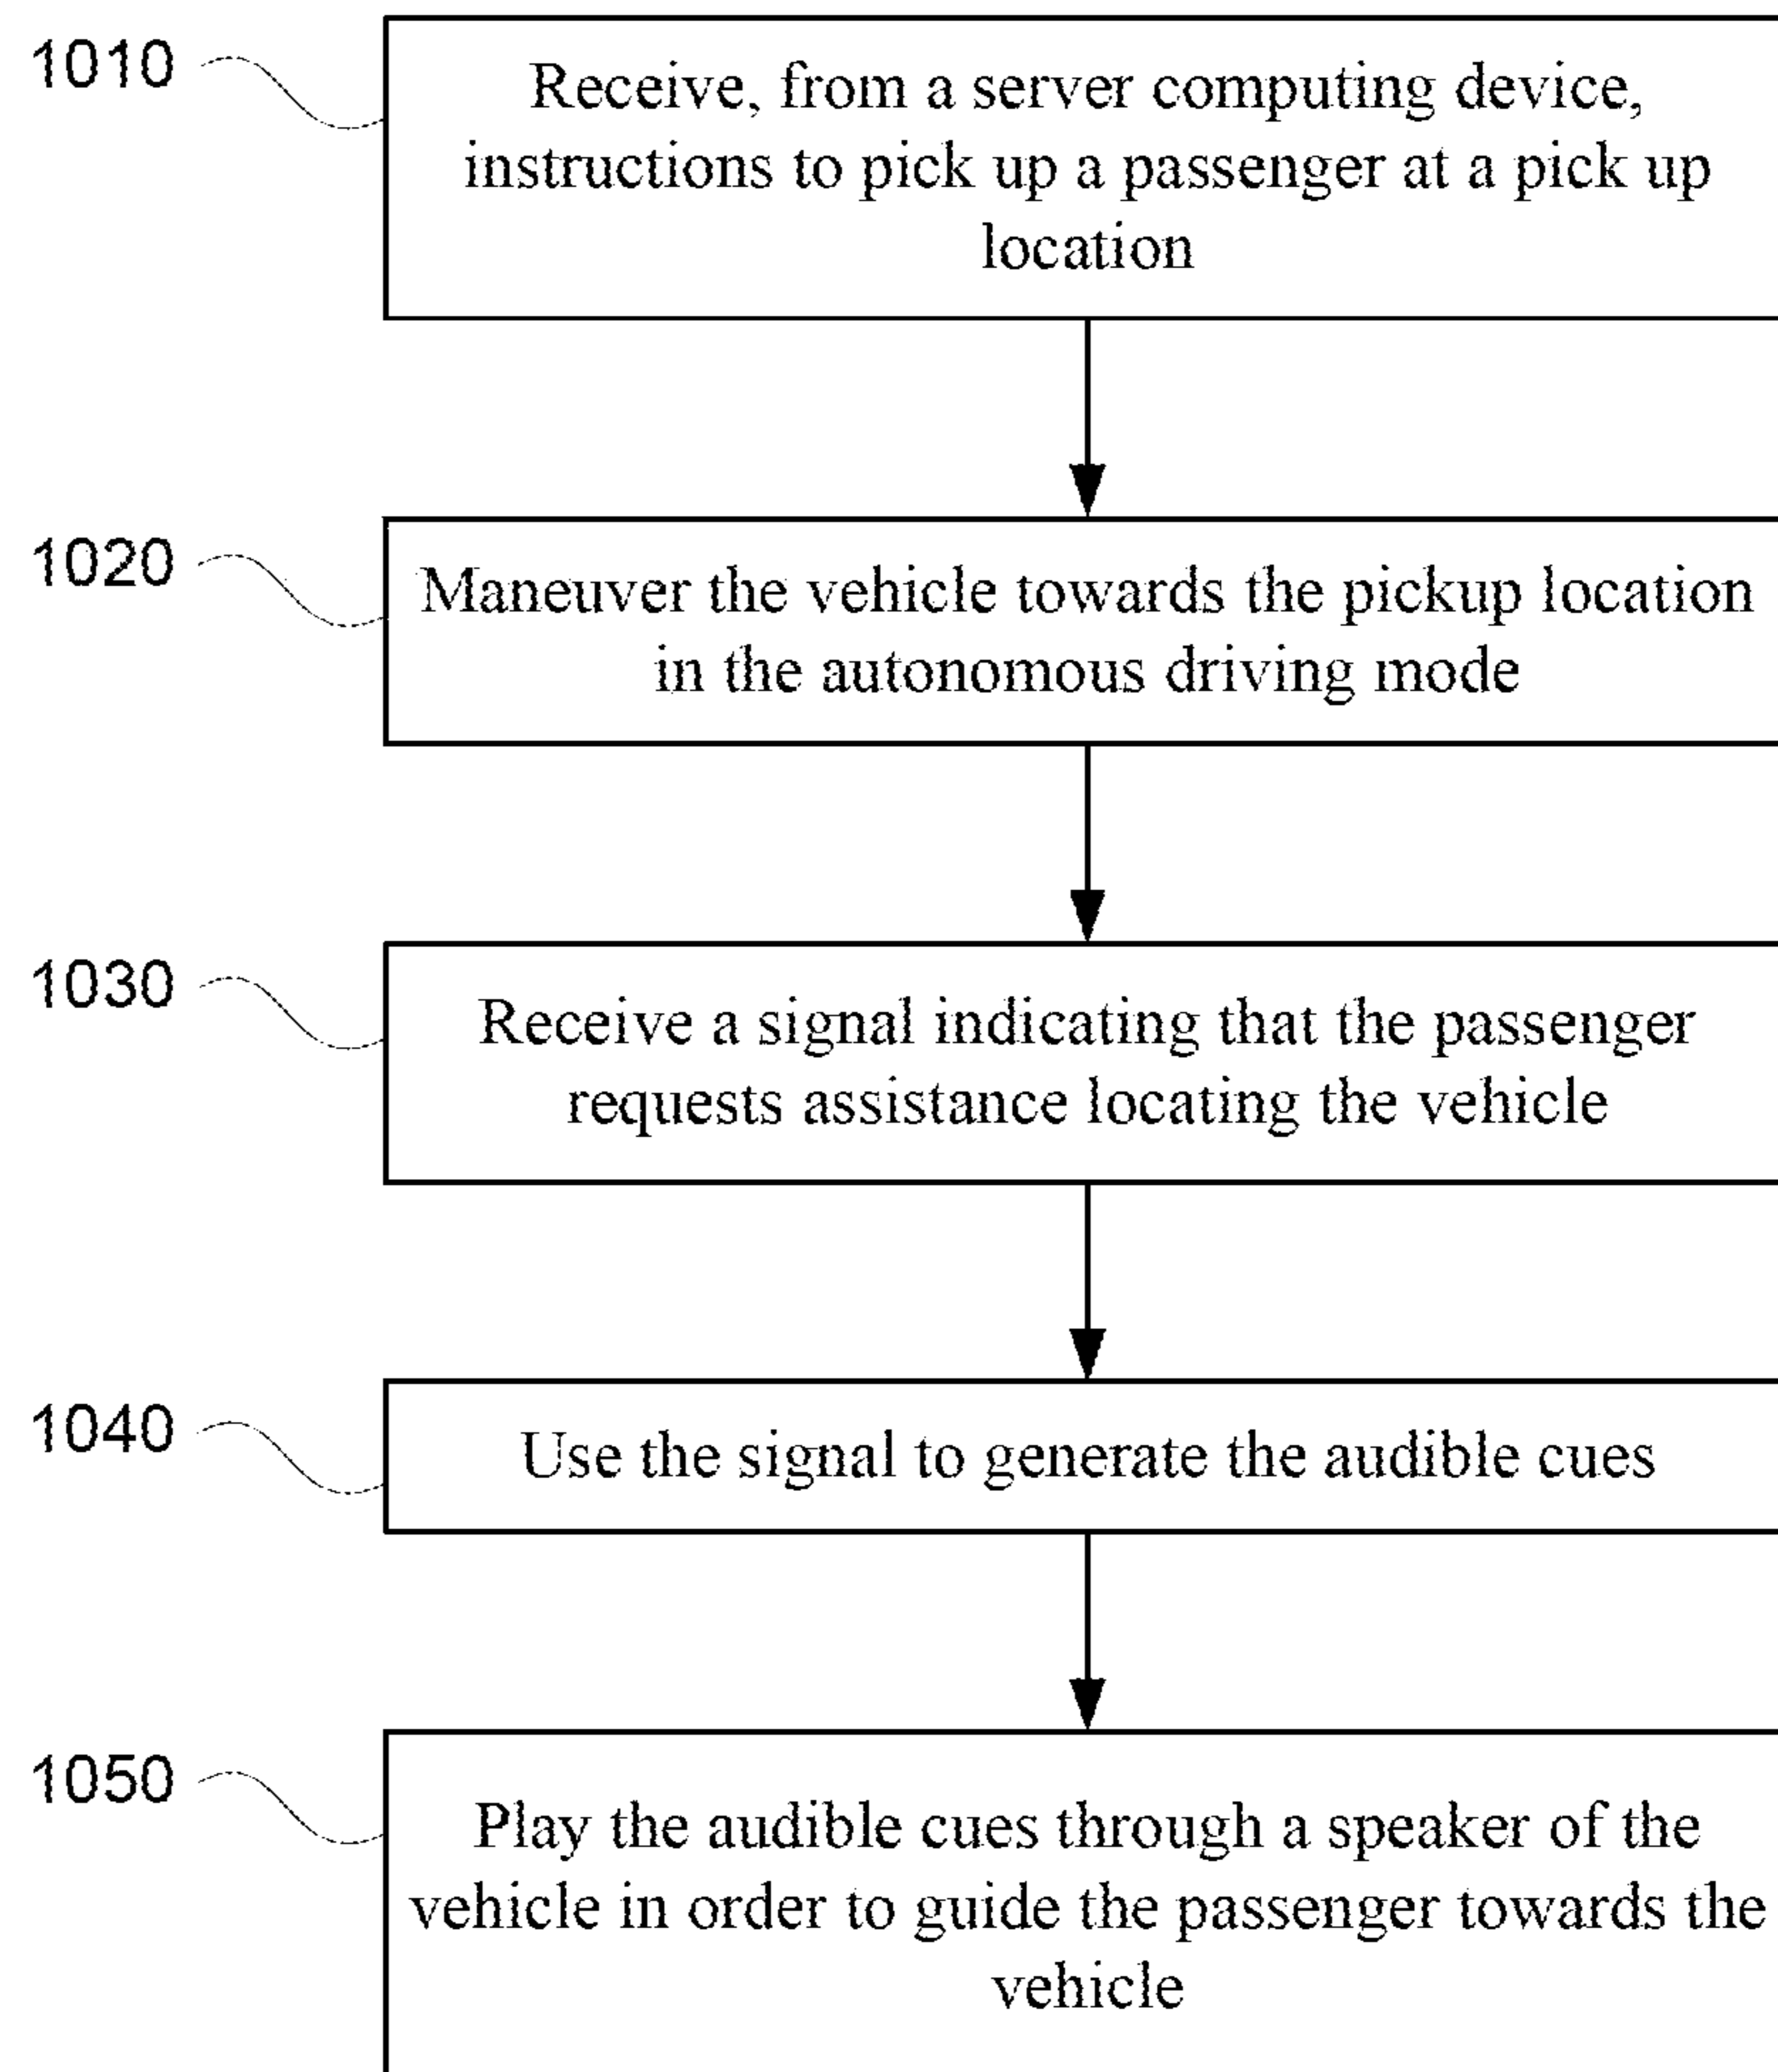 1010
Receive, from a server computing device,
instructions to pick up a passenger at a pick up
location
1020
Maneuver the vehicle towards the pickup location
in the autonomous driving mode
1030
Receive a signal indicating that the passenger
requests assistance locating the vehicle
1040
Use the signal to generate the audible cues
1050
Play the audible cues through a speaker of the
vehicle in order to guide the passenger towards the
vehicle